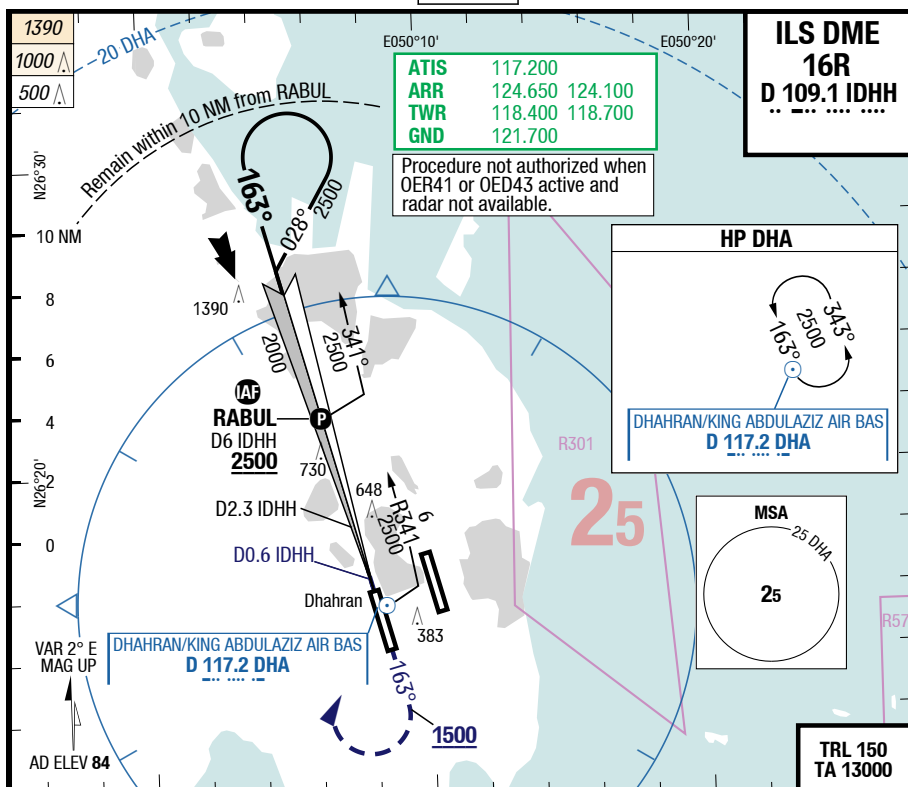 1390
1000
500
20 DHA
E050°10'
E050°20'
ILS DME
16R
D 109.1 IDHH
ATIS 117.200
ARR 124.650 124.100
TWR 118.400 118.700
GND 121.700
Procedure not authorized when
OER41 or OED43 active and
radar not available.
Remain within 10 NM from RABUL
N26°30'
163°
028°
2500
10 NM
8
6
4
2
0
1390
2000
341°
2500
IAF
RABUL
P
D6 IDHH
2500
730
N26°20'
648
D2.3 IDHH
R341
6
2500
D0.6 IDHH
Dhahran
383
DHAHRAN/KING ABDULAZIZ AIR BAS
D 117.2 DHA
163°
1500
VAR 2° E
MAG UP
AD ELEV 84
HP DHA
163°
2500
343°
DHAHRAN/KING ABDULAZIZ AIR BAS
D 117.2 DHA
R301
25
MSA
25 DHA
25
R57
TRL 150
TA 13000